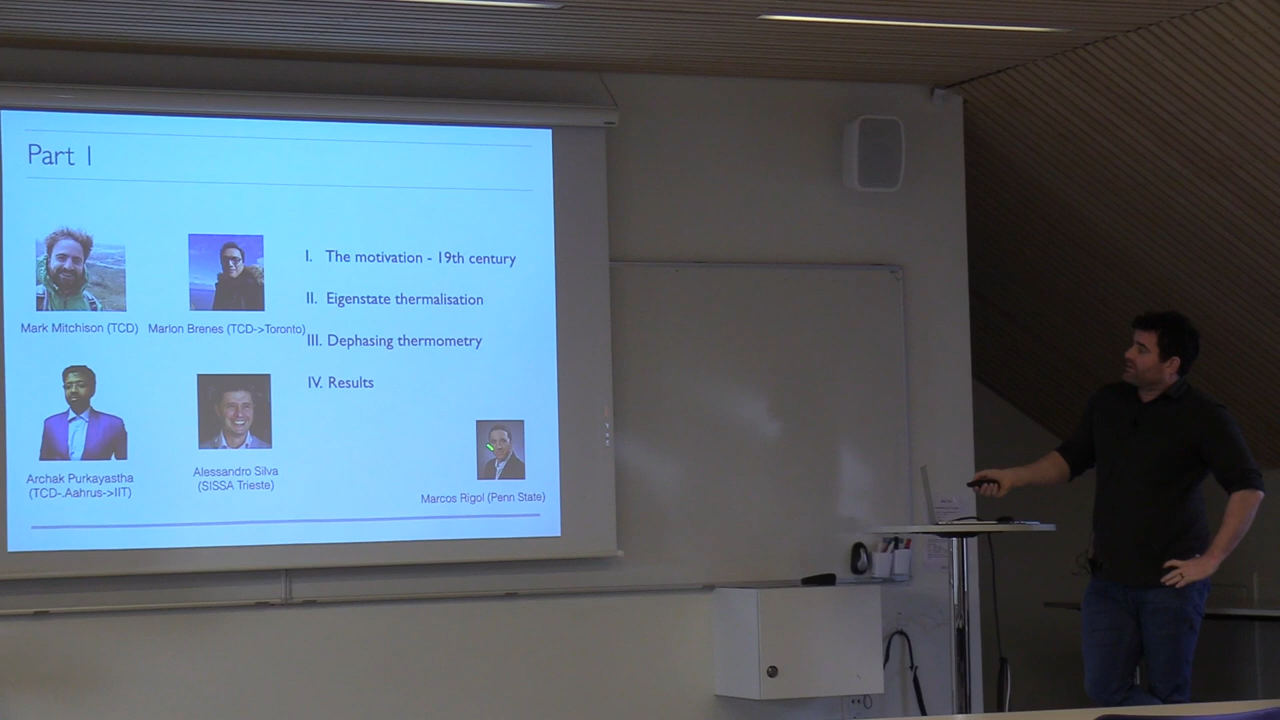 Part 1
I. The motivation - 19th century
II. Eigenstate thermalisation
III. Dephasing thermometry
IV. Results
Mark Mitchison (TCD)
Marlon Brenes (TCD->Toronto)
Archak Purkayastha
(TCD-.Aahrus->IIT)
Alessandro Silva
(SISSA Trieste)
Marcos Rigol (Penn State)